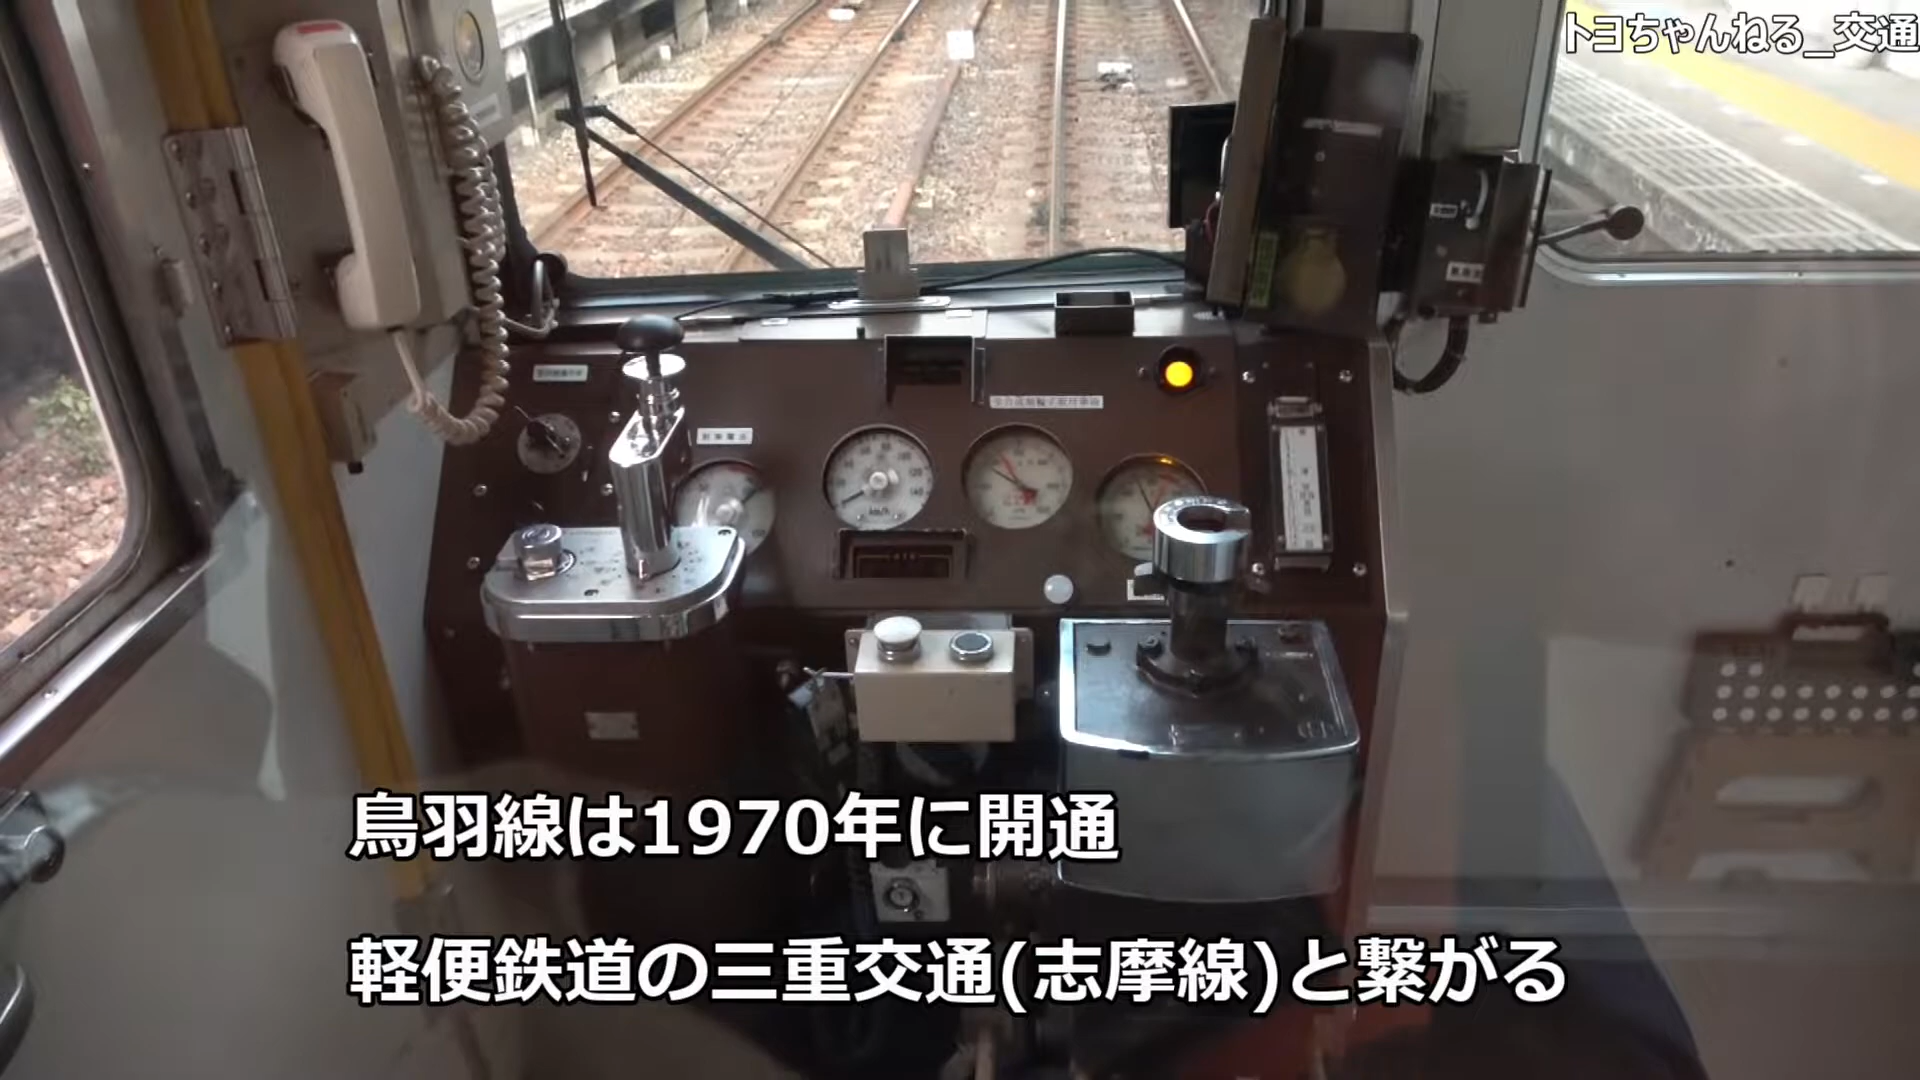 トヨちゃんねる_交通
km/h
鳥羽線は1970年に開通
軽便鉄道の三重交通(志摩線)と繋がる